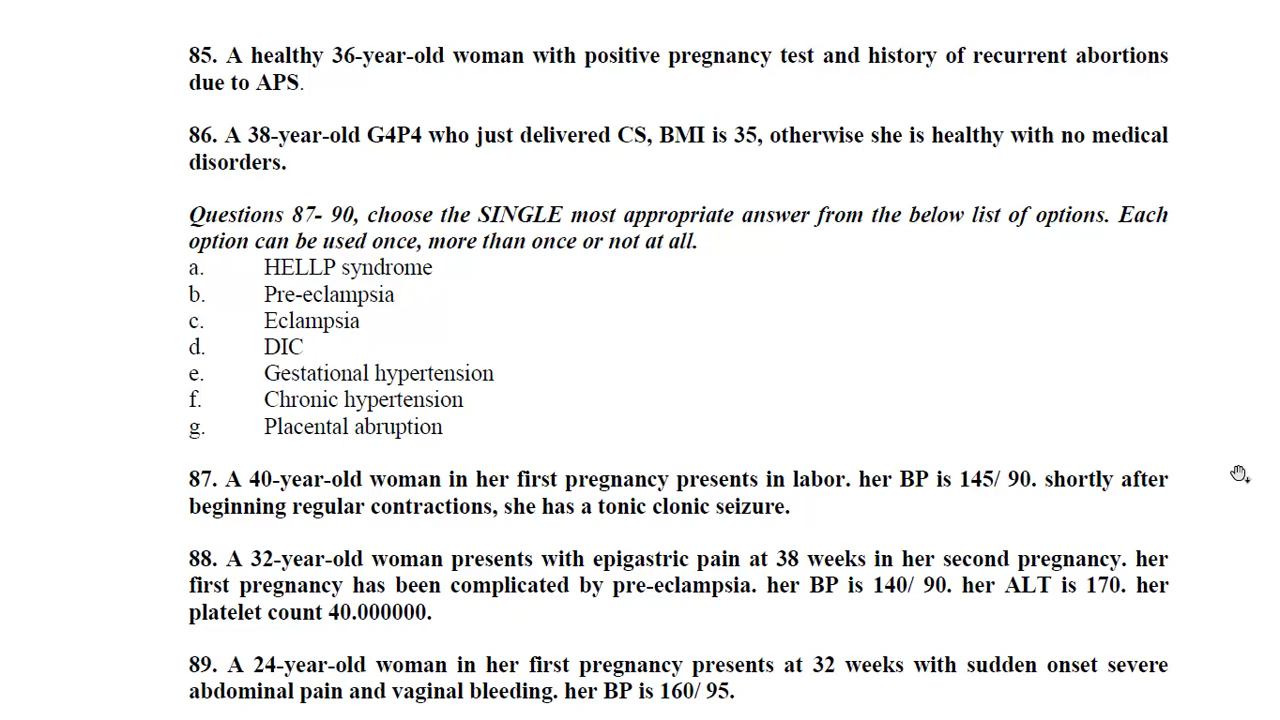 85. A healthy 36-year-old woman with positive pregnancy test and history of recurrent abortions
due to APS.
86. A 38-year-old G4P4 who just delivered CS, BMI is 35, otherwise she is healthy with no medical
disorders.
Questions 87- 90, choose the SINGLE most appropriate answer from the below list of options. Each
option can be used once, more than once or not at all.
a. HELLP syndrome
b. Pre-eclampsia
c. Eclampsia
d. DIC
e. Gestational hypertension
f. Chronic hypertension
g. Placental abruption
87. A 40-year-old woman in her first pregnancy presents in labor. her BP is 145/ 90. shortly after
beginning regular contractions, she has a tonic clonic seizure.
88. A 32-year-old woman presents with epigastric pain at 38 weeks in her second pregnancy. her
first pregnancy has been complicated by pre-eclampsia. her BP is 140/ 90. her ALT is 170. her
platelet count 40.000000.
89. A 24-year-old woman in her first pregnancy presents at 32 weeks with sudden onset severe
abdominal pain and vaginal bleeding. her BP is 160/ 95.